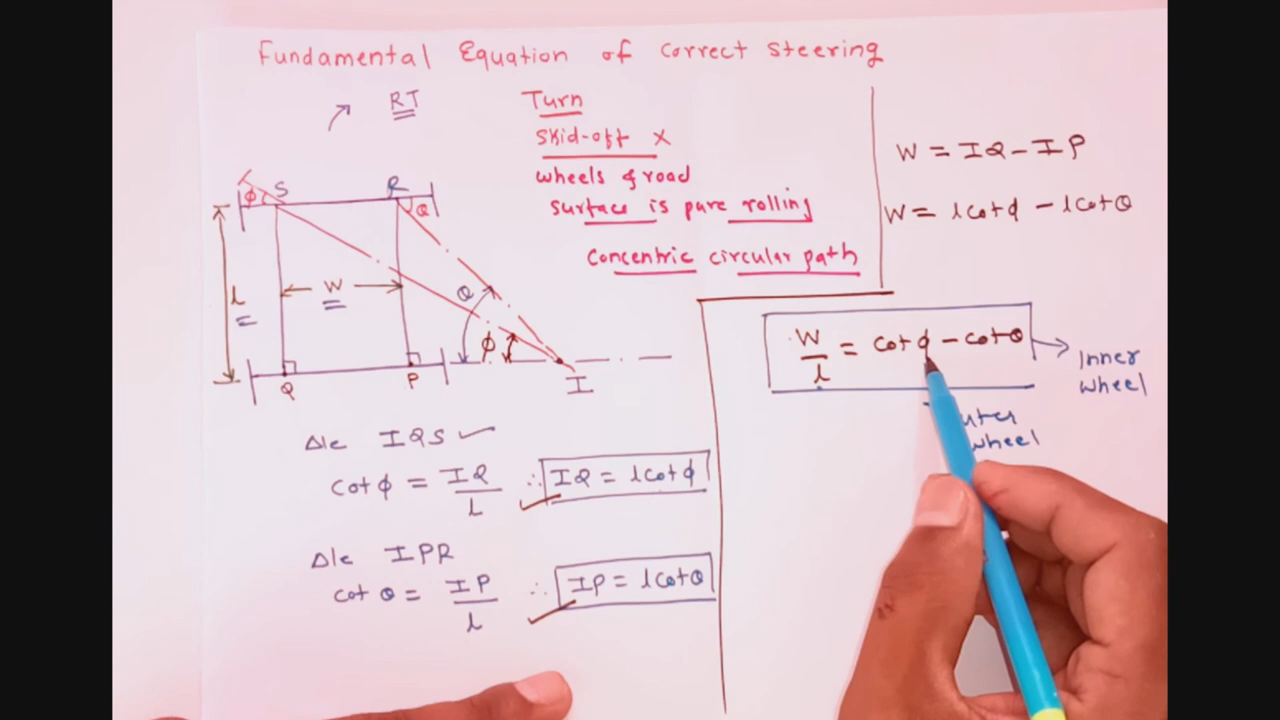 Fundamental Equation of Correct Steering
RT
Turn
Skid-off ×
wheels of road
surface is pure rolling
Concentric circular path
ϕ S R θ
l
W
θ
ϕ
Q P I
Δle IQS ✓
Cot ϕ = IQ/l ∴ IQ = l cot ϕ
Δle IPR
Cot θ = IP/l ∴ IP = l cot θ
W = IQ – IP
W = l cot ϕ – l cot θ
W/l = cot ϕ – cot θ
Inner
wheel
wheel